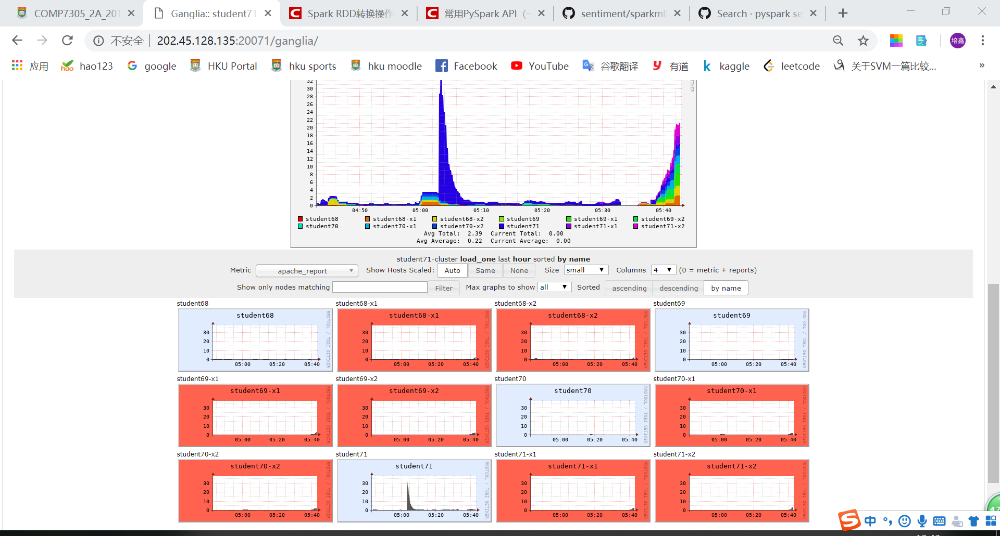 COMP7305_2A_201
Ganglia:: student71
Spark RDD转换操作
常用PySpark API（一
sentiment/sparkmll
Search · pyspark se
不安全 | 202.45.128.135:20071/ganglia/
培鑫
应用 hao123 google HKU Portal hku sports hku moodle Facebook YouTube 谷歌翻译 有道 kaggle leetcode 关于SVM一篇比较... »
32
30
28
26
24
22
20
18
16
14
12
10
8
6
4
2
0
04:50 05:00 05:10 05:20 05:30 05:40
student68 student68-x1 student68-x2 student69 student69-x1 student69-x2
student70 student70-x1 student70-x2 student71 student71-x1 student71-x2
Avg Total: 2.39 Current Total: 0.00
Avg Average: 0.22 Current Average: 0.00
student71-cluster load_one last hour sorted by name
Metric apache_report Show Hosts Scaled: Auto Same None Size small Columns 4 (0 = metric + reports)
Show only nodes matching Filter Max graphs to show all Sorted ascending descending by name
student68 student68-x1 student68-x2 student69
student68 student68-x1 student68-x2 student69
RRDTOOL / TOBI OETIKER RRDTOOL / TOBI OETIKER RRDTOOL / TOBI OETIKER RRDTOOL / TOBI OETIKER
30 30 30 30
20 20 20 20
10 10 10 10
0 0 0 0
05:00 05:20 05:40 05:00 05:20 05:40 05:00 05:20 05:40 05:00 05:20 05:40
student69-x1 student69-x2 student70 student70-x1
student69-x1 student69-x2 student70 student70-x1
RRDTOOL / TOBI OETIKER RRDTOOL / TOBI OETIKER RRDTOOL / TOBI OETIKER RRDTOOL / TOBI OETIKER
30 30 30 30
20 20 20 20
10 10 10 10
0 0 0 0
05:00 05:20 05:40 05:00 05:20 05:40 05:00 05:20 05:40 05:00 05:20 05:40
student70-x2 student71 student71-x1 student71-x2
student70-x2 student71 student71-x1 student71-x2
RRDTOOL / TOBI OETIKER RRDTOOL / TOBI OETIKER RRDTOOL / TOBI OETIKER RRDTOOL / TOBI OETIKER
30 30 30 30
20 20 20 20
10 10 10 10
0 0 0 0
05:00 05:20 05:40 05:00 05:20 05:40 05:00 05:20 05:40 05:00 05:20 05:40
中